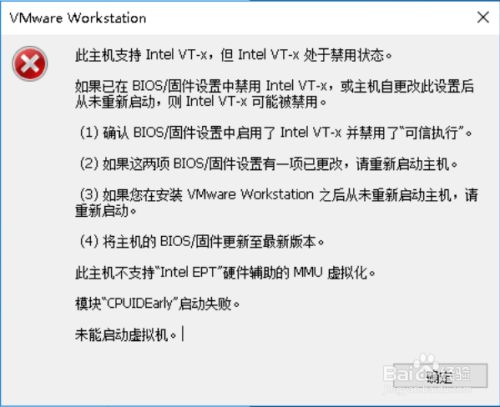 VMware Workstation
此主机支持 Intel VT-x，但 Intel VT-x 处于禁用状态。
如果已在 BIOS/固件设置中禁用 Intel VT-x，或主机自更改此设置后
从未重新启动，则 Intel VT-x 可能被禁用。
(1) 确认 BIOS/固件设置中启用了 Intel VT-x 并禁用了“可信执行”。
(2) 如果这两项 BIOS/固件设置有一项已更改，请重新启动主机。
(3) 如果您在安装 VMware Workstation 之后从未重新启动主机，请
重新启动。
(4) 将主机的 BIOS/固件更新至最新版本。
此主机不支持“Intel EPT”硬件辅助的 MMU 虚拟化。
模块“CPUIDEarly”启动失败。
未能启动虚拟机。
确定
Baidu 经验